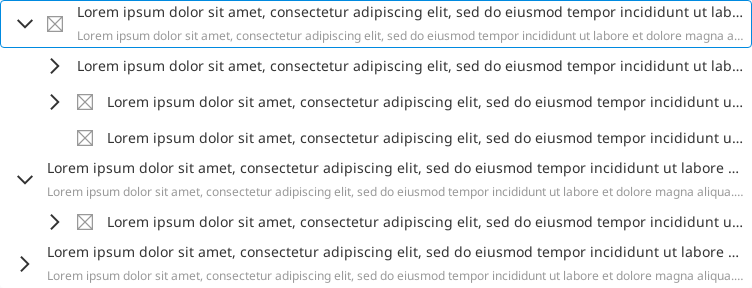 Lorem ipsum dolor sit amet, consectetur adipiscing elit, sed do eiusmod tempor incididunt ut lab...
Lorem ipsum dolor sit amet, consectetur adipiscing elit, sed do eiusmod tempor incididunt ut labore et dolore magna a...
Lorem ipsum dolor sit amet, consectetur adipiscing elit, sed do eiusmod tempor incididunt ut lab...
Lorem ipsum dolor sit amet, consectetur adipiscing elit, sed do eiusmod tempor incididunt u...
Lorem ipsum dolor sit amet, consectetur adipiscing elit, sed do eiusmod tempor incididunt u...
Lorem ipsum dolor sit amet, consectetur adipiscing elit, sed do eiusmod tempor incididunt ut labore ...
Lorem ipsum dolor sit amet, consectetur adipiscing elit, sed do eiusmod tempor incididunt ut labore et dolore magna aliqua....
Lorem ipsum dolor sit amet, consectetur adipiscing elit, sed do eiusmod tempor incididunt u...
Lorem ipsum dolor sit amet, consectetur adipiscing elit, sed do eiusmod tempor incididunt ut labore ...
Lorem ipsum dolor sit amet, consectetur adipiscing elit, sed do eiusmod tempor incididunt ut labore et dolore magna aliqua....